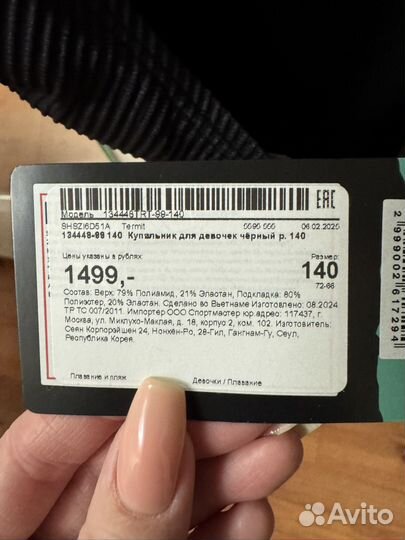 EAC
Модель 134448TRT-99-140
SHSZI6D51A Termit 5090 000 06.02.2025
134448-99 140 Купальник для девочек чёрный р. 140
Цены указаны в рублях Размер:
1499,- 140
72-66
Состав: Верх: 79% Полиамид, 21% Эластан, Подкладка: 80%
Полиэстер, 20% Эластан. Сделано во Вьетнаме Изготовлено: 08.2024
ТР ТС 007/2011. Импортер ООО Спортмастер юр.адрес: 117437, г.
Москва, ул. Миклухо-Маклая, д. 18, корпус 2, ком. 102. Изготовитель:
Сеян Корпорэйшен 24, Нонхён-Ро, 28-Гил, Гангнам-Гу, Сеул,
Республика Корея.
Плавание и пляж Девочки / Плавание
Avito